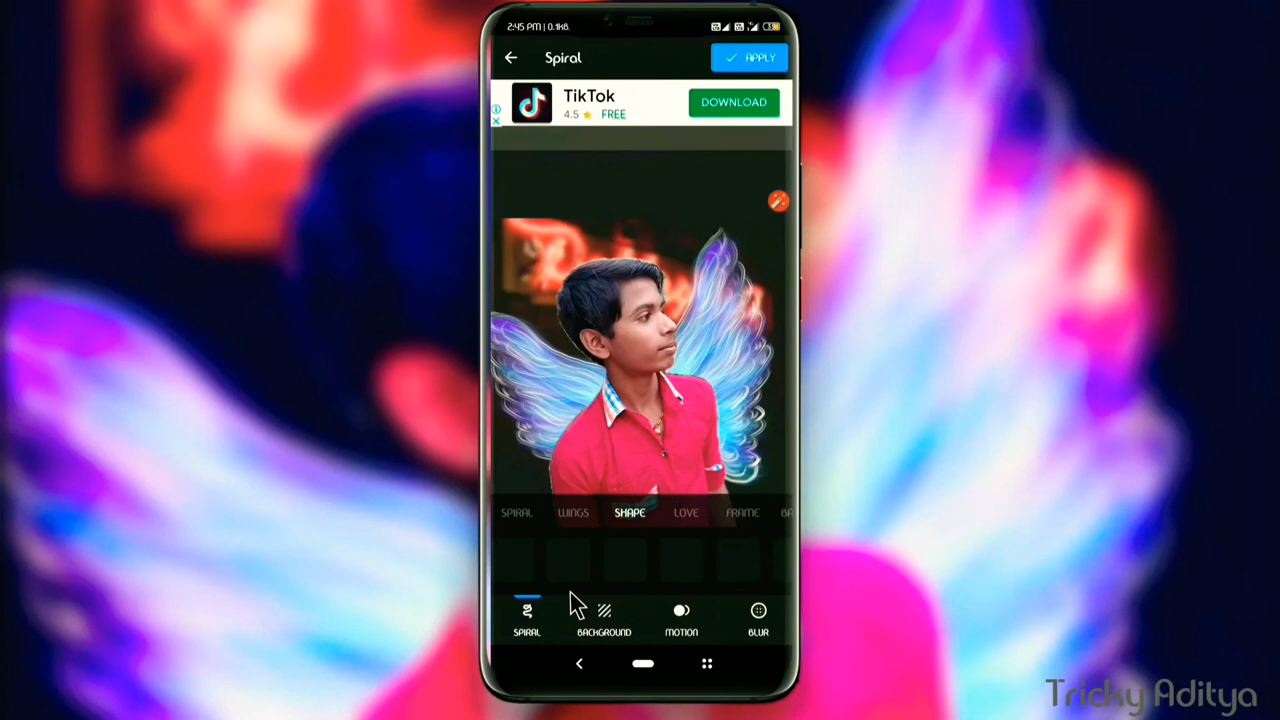 2:45 PM | 0.1KB.
Spiral
APPLY
TikTok
4.5 ★ FREE
DOWNLOAD
SPIRAL WINGS SHAPE LOVE FRAME BA
SPIRAL BACKGROUND MOTION BLUR
Tricky Aditya